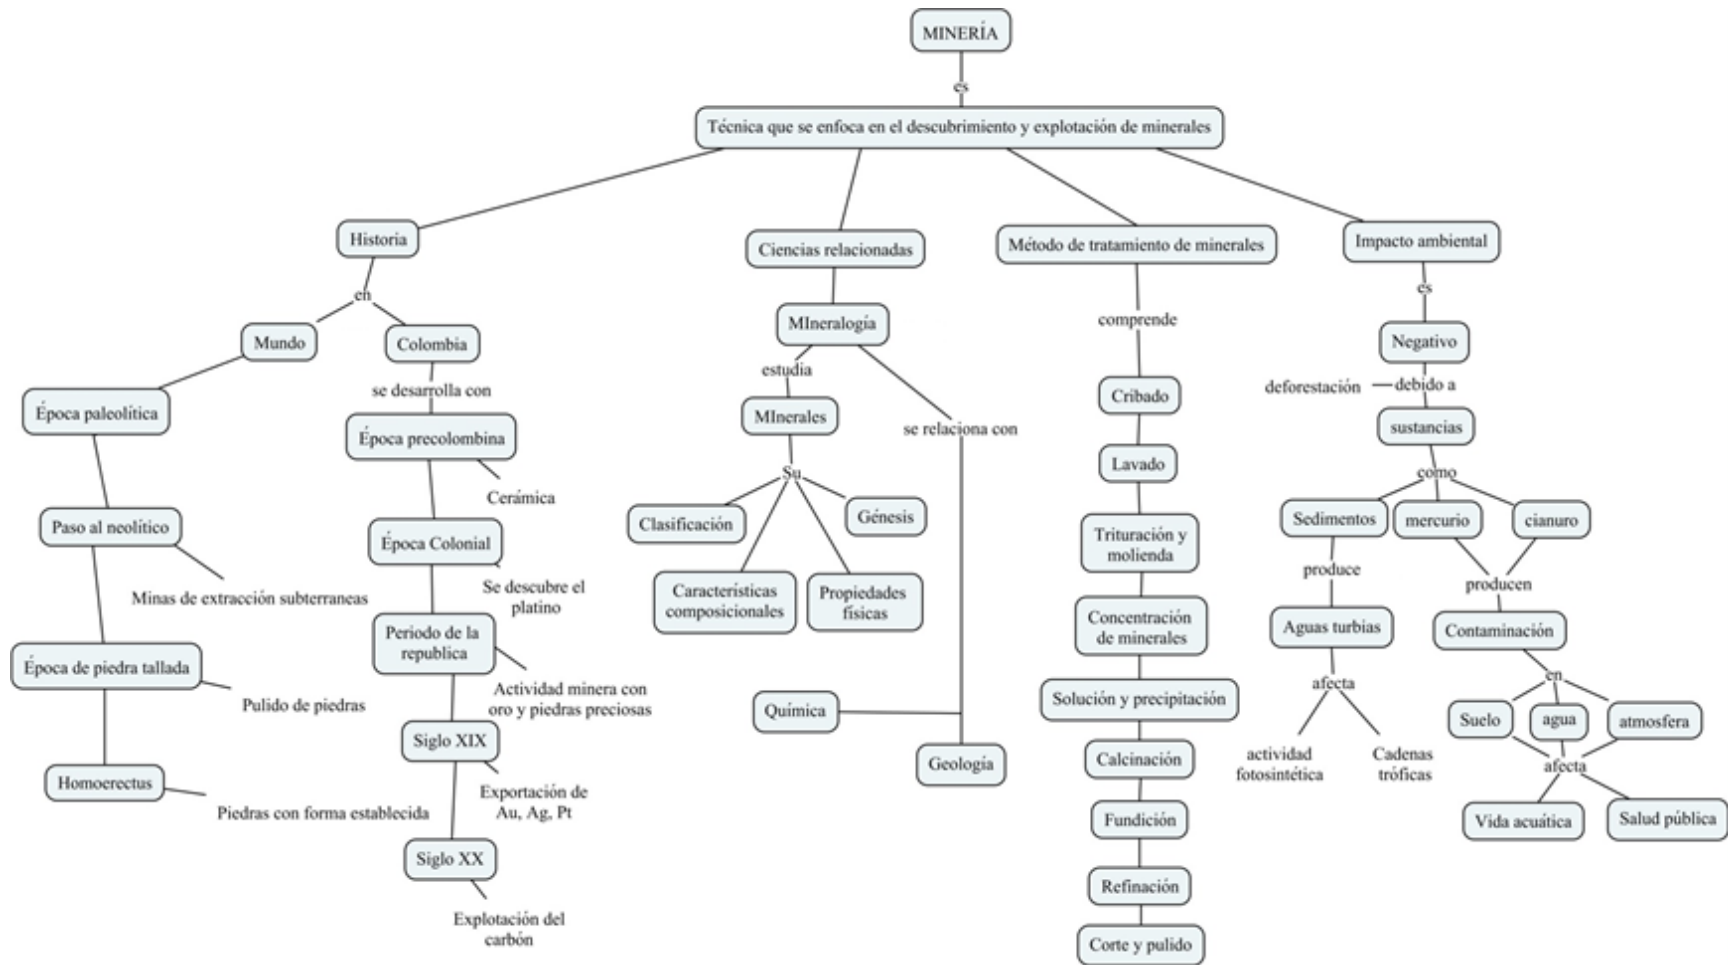 MINERÍA
es
Técnica que se enfoca en el descubrimiento y explotación de minerales
Historia
en
Mundo
Época paleolítica
Paso al neolítico
Minas de extracción subterraneas
Época de piedra tallada
Pulido de piedras
Homoerectus
Piedras con forma establecida
Colombia
se desarrolla con
Época precolombina
Cerámica
Época Colonial
Se descubre el
platino
Periodo de la
republica
Actividad minera con
oro y piedras preciosas
Siglo XIX
Exportación de
Au, Ag, Pt
Siglo XX
Explotación del
carbón
Ciencias relacionadas
MIneralogía
estudia
MInerales
Su
Clasificación
Características
composicionales
Propiedades
físicas
Génesis
se relaciona con
Química
Geología
Método de tratamiento de minerales
comprende
Cribado
Lavado
Trituración y
molienda
Concentración
de minerales
Solución y precipitación
Calcinación
Fundición
Refinación
Corte y pulido
Impacto ambiental
es
Negativo
deforestación
debido a
sustancias
como
Sedimentos
mercurio
cianuro
produce
Aguas turbias
afecta
actividad
fotosintética
Cadenas
tróficas
producen
Contaminación
en
Suelo
agua
atmosfera
afecta
Vida acuática
Salud pública